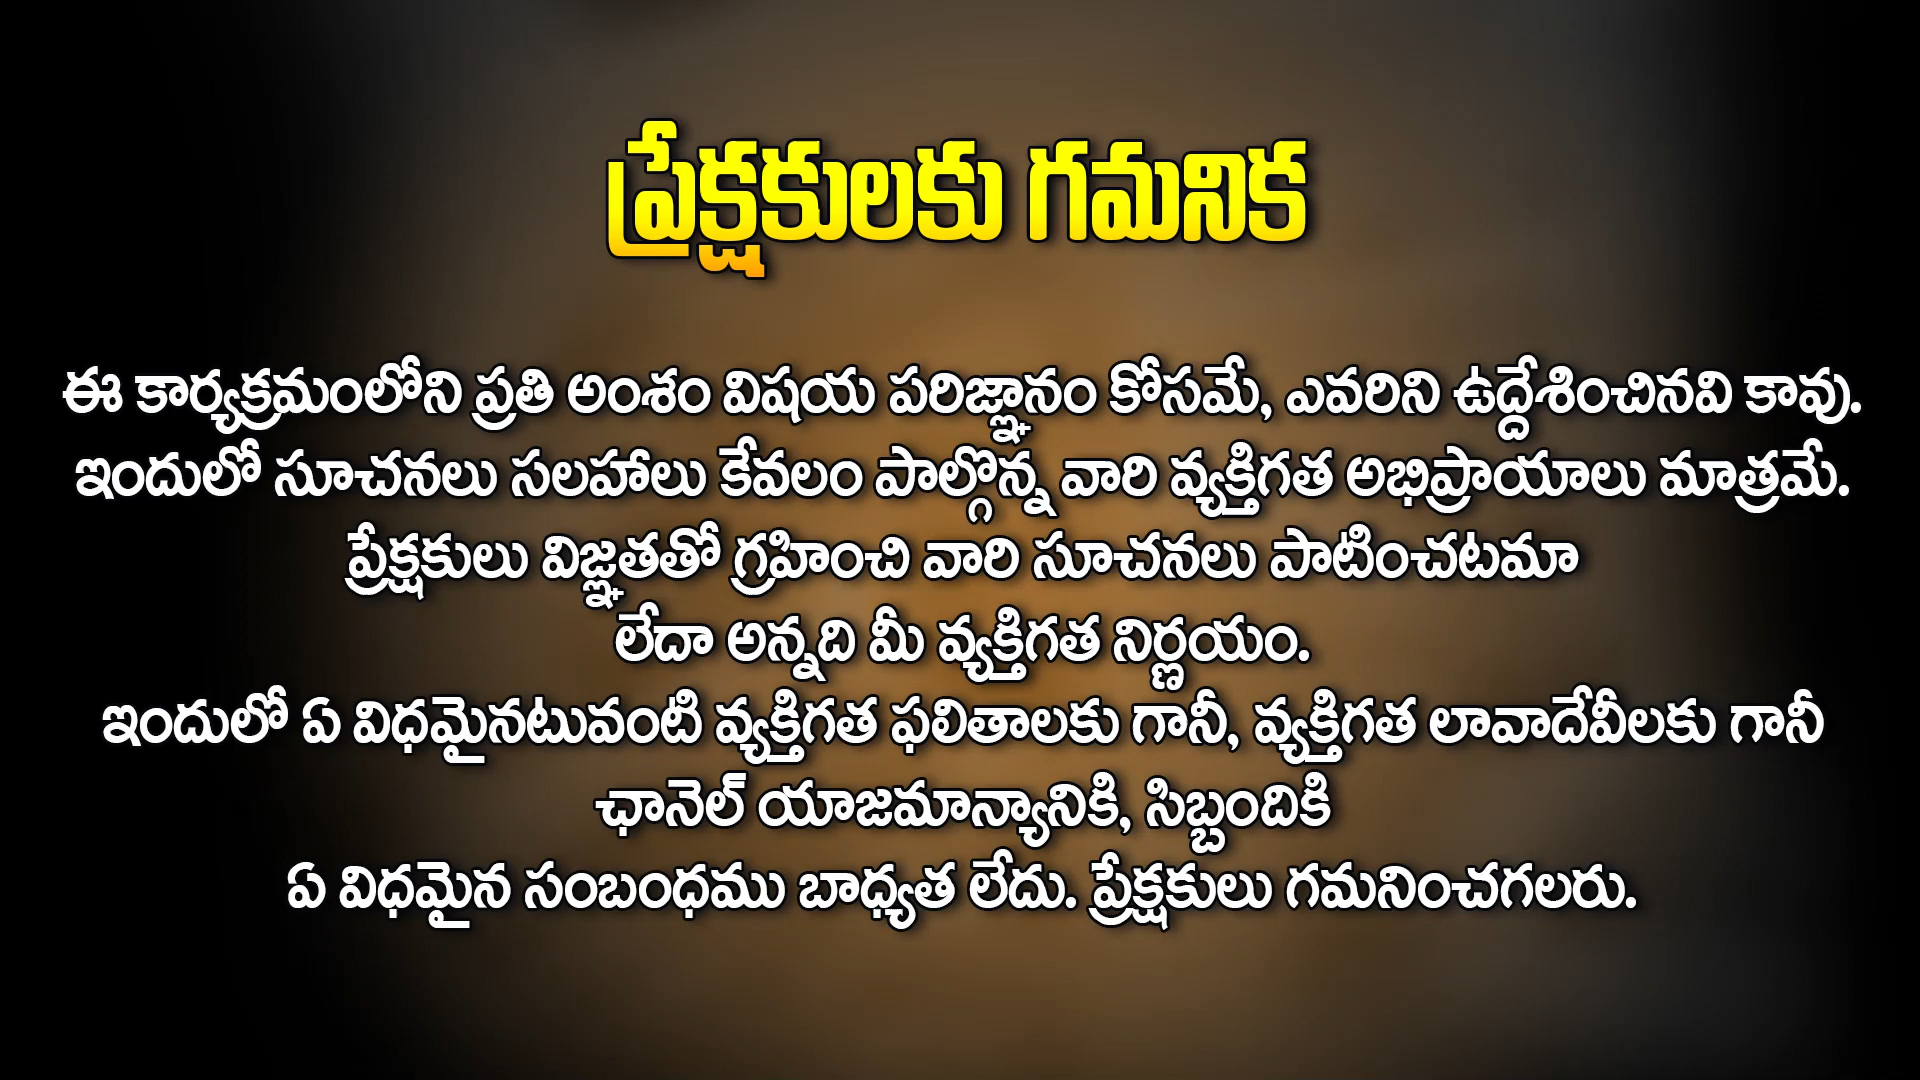 ప్రేక్షకులకు గమనిక
ఈ కార్యక్రమంలోని ప్రతి అంశం విషయ పరిజ్ఞానం కోసమే, ఎవరిని ఉద్దేశించినవి కావు.
ఇందులో సూచనలు సలహాలు కేవలం పాల్గొన్న వారి వ్యక్తిగత అభిప్రాయాలు మాత్రమే.
ప్రేక్షకులు విజ్ఞతతో గ్రహించి వారి సూచనలు పాటించటమా
లేదా అన్నది మీ వ్యక్తిగత నిర్ణయం.
ఇందులో ఏ విధమైనటువంటి వ్యక్తిగత ఫలితాలకు గానీ, వ్యక్తిగత లావాదేవీలకు గానీ
ఛానెల్ యాజమాన్యానికి, సిబ్బందికి
ఏ విధమైన సంబంధము బాధ్యత లేదు. ప్రేక్షకులు గమనించగలరు.